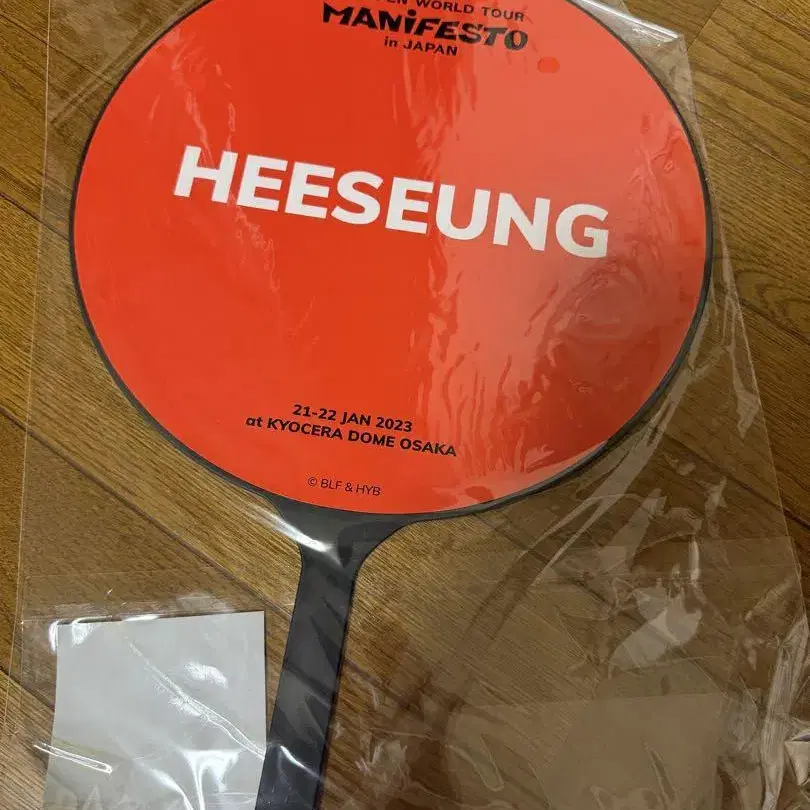 WORLD TOUR
MANiFESTO
in JAPAN
HEESEUNG
21-22 JAN 2023
at KYOCERA DOME OSAKA
© BLF & HYB